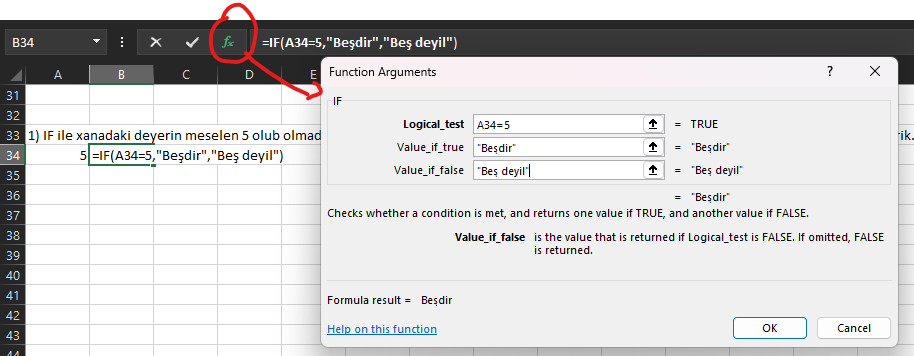 B34 fx =IF(A34=5,"Beşdir","Beş deyil")
A B C D E
Function Arguments ? ×
31
32
33 1) IF ile xanadaki deyerin meselen 5 olub olmad
rik.
34 5 =IF(A34=5,"Beşdir","Beş deyil")
35
36
37
38
39
40
41
42
43
44
IF
Logical_test A34=5 = TRUE
Value_if_true "Beşdir" = "Beşdir"
Value_if_false "Beş deyil" = "Beş deyil"
= "Beşdir"
Checks whether a condition is met, and returns one value if TRUE, and another value if FALSE.
Value_if_false is the value that is returned if Logical_test is FALSE. If omitted, FALSE
is returned.
Formula result = Beşdir
Help on this function
OK Cancel